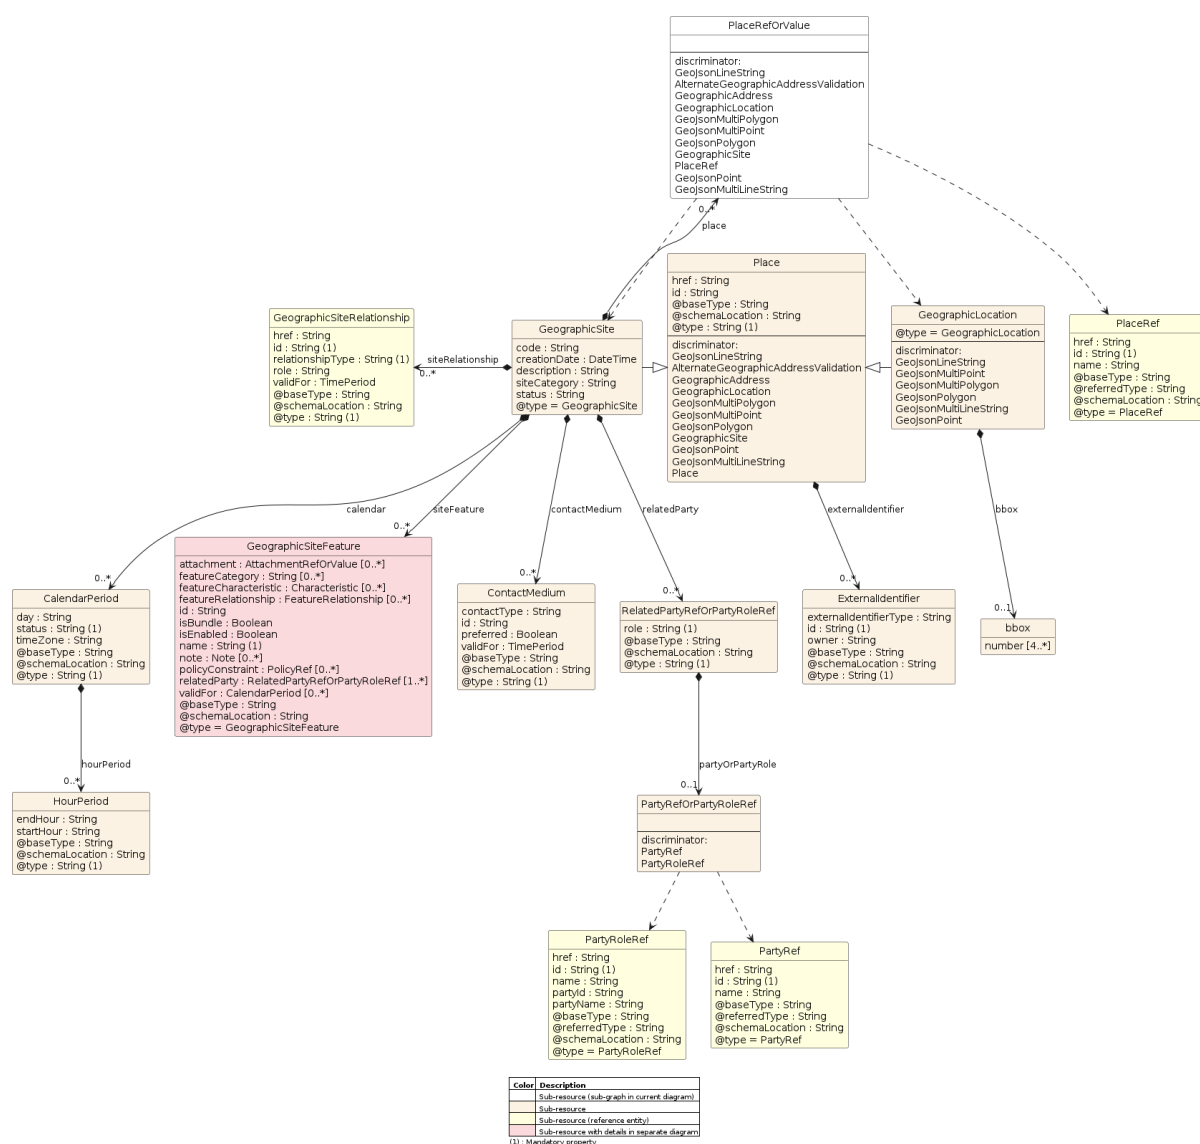 PlaceRefOrValue
discriminator:
GeoJsonLineString
AlternateGeographicAddressValidation
GeographicAddress
GeographicLocation
GeoJsonMultiPolygon
GeoJsonMultiPoint
GeoJsonPolygon
GeographicSite
PlaceRef
GeoJsonPoint
GeoJsonMultiLineString
0..*
place
Place
href : String
id : String
@baseType : String
@schemaLocation : String
@type : String (1)
discriminator:
GeoJsonLineString
AlternateGeographicAddressValidation
GeographicAddress
GeographicLocation
GeoJsonMultiPolygon
GeoJsonMultiPoint
GeoJsonPolygon
GeographicSite
GeoJsonPoint
GeoJsonMultiLineString
Place
GeographicSiteRelationship
href : String
id : String (1)
relationshipType : String (1)
role : String
validFor : TimePeriod
@baseType : String
@schemaLocation : String
@type : String (1)
siteRelationship
0..*
GeographicSite
code : String
creationDate : DateTime
description : String
siteCategory : String
status : String
@type = GeographicSite
GeographicLocation
@type = GeographicLocation
discriminator:
GeoJsonLineString
GeoJsonMultiPoint
GeoJsonMultiPolygon
GeoJsonPolygon
GeoJsonMultiLineString
GeoJsonPoint
PlaceRef
href : String
id : String (1)
name : String
@baseType : String
@referredType : String
@schemaLocation : String
@type = PlaceRef
calendar
0..*
siteFeature
0..*
contactMedium
0..*
relatedParty
0..*
externalIdentifier
0..*
bbox
0..1
GeographicSiteFeature
attachment : AttachmentRefOrValue [0..*]
featureCategory : String [0..*]
featureCharacteristic : Characteristic [0..*]
featureRelationship : FeatureRelationship [0..*]
id : String
isBundle : Boolean
isEnabled : Boolean
name : String (1)
note : Note [0..*]
policyConstraint : PolicyRef [0..*]
relatedParty : RelatedPartyRefOrPartyRoleRef [1..*]
validFor : CalendarPeriod [0..*]
@baseType : String
@schemaLocation : String
@type = GeographicSiteFeature
CalendarPeriod
day : String
status : String (1)
timeZone : String
@baseType : String
@schemaLocation : String
@type : String (1)
ContactMedium
contactType : String
id : String
preferred : Boolean
validFor : TimePeriod
@baseType : String
@schemaLocation : String
@type : String (1)
RelatedPartyRefOrPartyRoleRef
role : String (1)
@baseType : String
@schemaLocation : String
@type : String (1)
ExternalIdentifier
externalIdentifierType : String
id : String (1)
owner : String
@baseType : String
@schemaLocation : String
@type : String (1)
bbox
number [4..*]
hourPeriod
0..*
partyOrPartyRole
0..1
HourPeriod
endHour : String
startHour : String
@baseType : String
@schemaLocation : String
@type : String (1)
PartyRefOrPartyRoleRef
discriminator:
PartyRef
PartyRoleRef
PartyRoleRef
href : String
id : String (1)
name : String
partyId : String
partyName : String
@baseType : String
@referredType : String
@schemaLocation : String
@type = PartyRoleRef
PartyRef
href : String
id : String (1)
name : String
@baseType : String
@referredType : String
@schemaLocation : String
@type = PartyRef
Color Description
Sub-resource (sub-graph in current diagram)
Sub-resource
Sub-resource (reference entity)
Sub-resource with details in separate diagram
(1) : Mandatory property